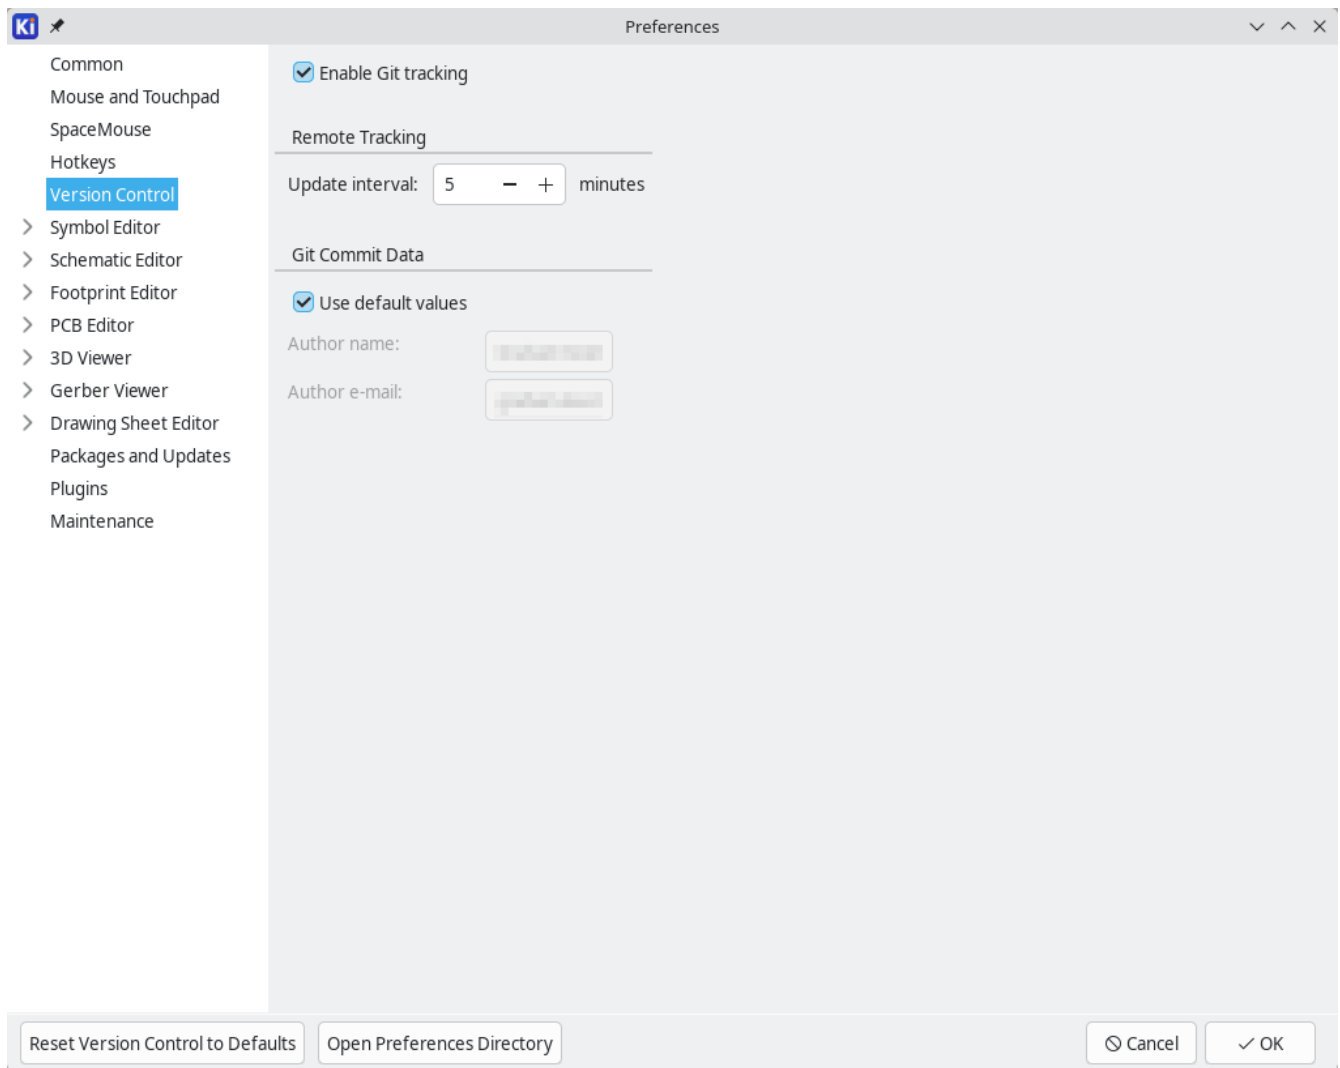 Ki
Preferences
Common
Mouse and Touchpad
SpaceMouse
Hotkeys
Version Control
Symbol Editor
Schematic Editor
Footprint Editor
PCB Editor
3D Viewer
Gerber Viewer
Drawing Sheet Editor
Packages and Updates
Plugins
Maintenance
Enable Git tracking
Remote Tracking
Update interval: 5 minutes
Git Commit Data
Use default values
Author name:
Author e-mail:
Reset Version Control to Defaults
Open Preferences Directory
Cancel
OK